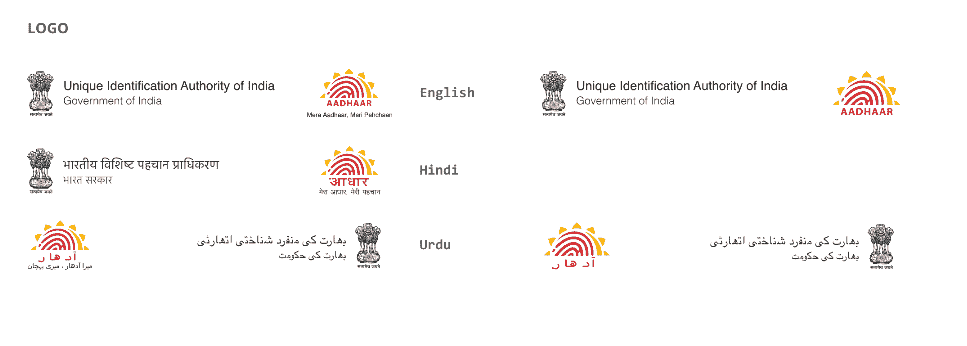 LOGO
Unique Identification Authority of India
Government of India
AADHAAR
Mera Aadhaar, Meri Pehchaan
English
Unique Identification Authority of India
Government of India
AADHAAR
भारतीय विशिष्ट पहचान प्राधिकरण
भारत सरकार
आधार
मेरा आधार, मेरी पहचान
Hindi
آدھار
میرا آدھار ، میری پہچان
بھارت کی منفرد شناختی اتھارٹی
بھارت کی حکومت
Urdu
آدھار
بھارت کی منفرد شناختی اتھارٹی
بھارت کی حکومت